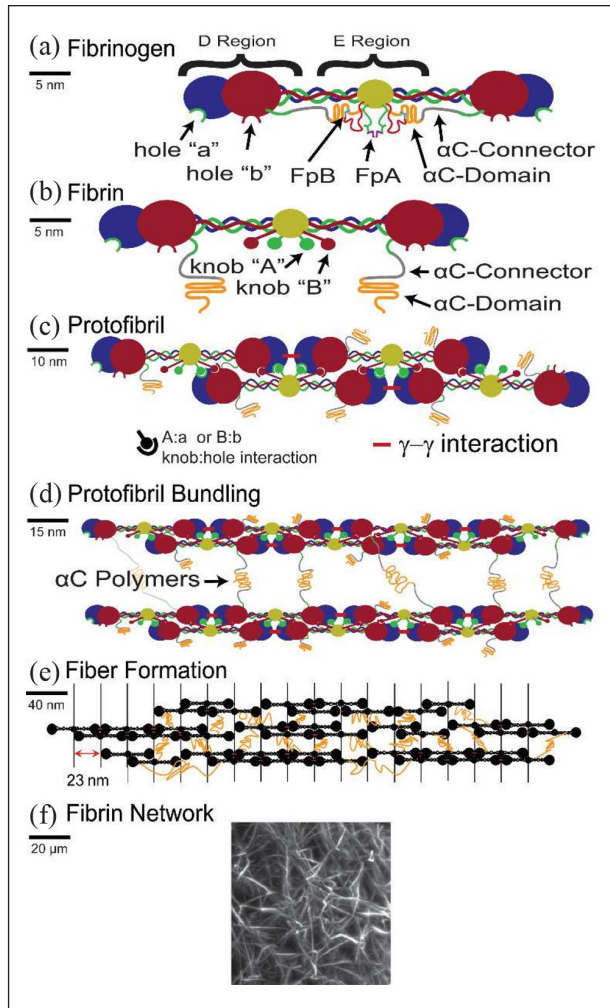 (a) Fibrinogen
D Region
E Region
5 nm
hole “a”
hole “b”
FpB
FpA
αC-Connector
αC-Domain
(b) Fibrin
5 nm
knob “A”
knob “B”
αC-Connector
αC-Domain
(c) Protofibril
10 nm
A:a or B:b
knob:hole interaction
γ–γ interaction
(d) Protofibril Bundling
15 nm
αC Polymers
(e) Fiber Formation
40 nm
23 nm
(f) Fibrin Network
20 µm